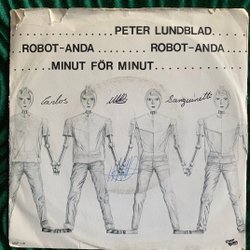 ............PETER LUNDBLAD......
.ROBOT-ANDA........ROBOT-ANDA....
.....MINUT FÖR MINUT............
Carlos Sanguinetti